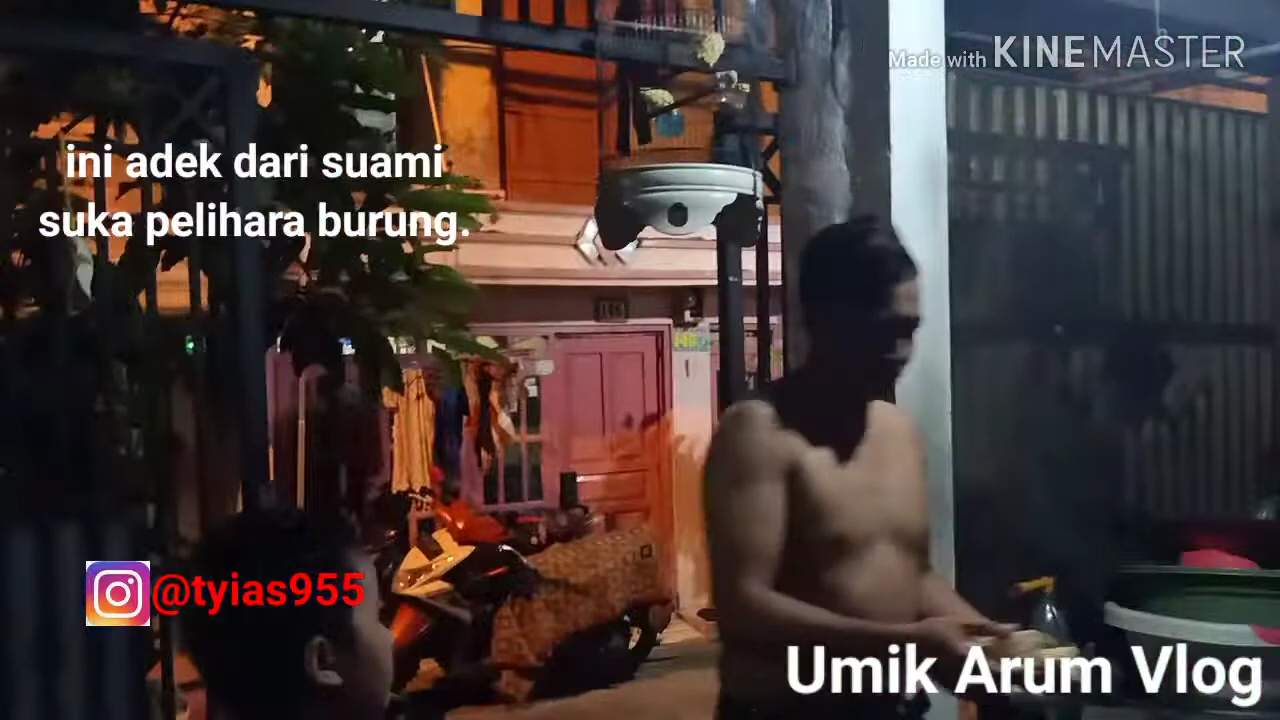 Made with KINEMASTER
ini adek dari suami
suka pelihara burung.
@tyias955
Umik Arum Vlog